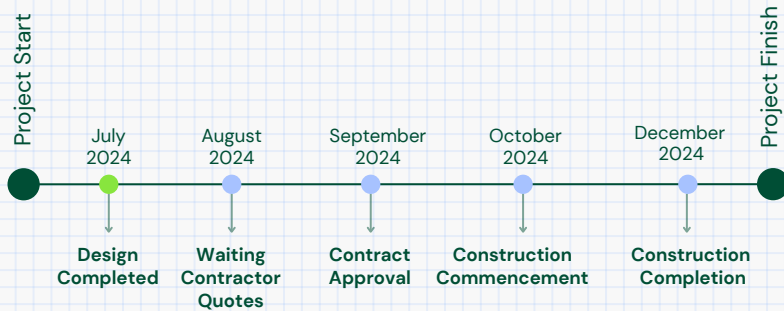 Project Start
Project Finish
July
2024
August
2024
September
2024
October
2024
December
2024
Design
Completed
Waiting
Contractor
Quotes
Contract
Approval
Construction
Commencement
Construction
Completion